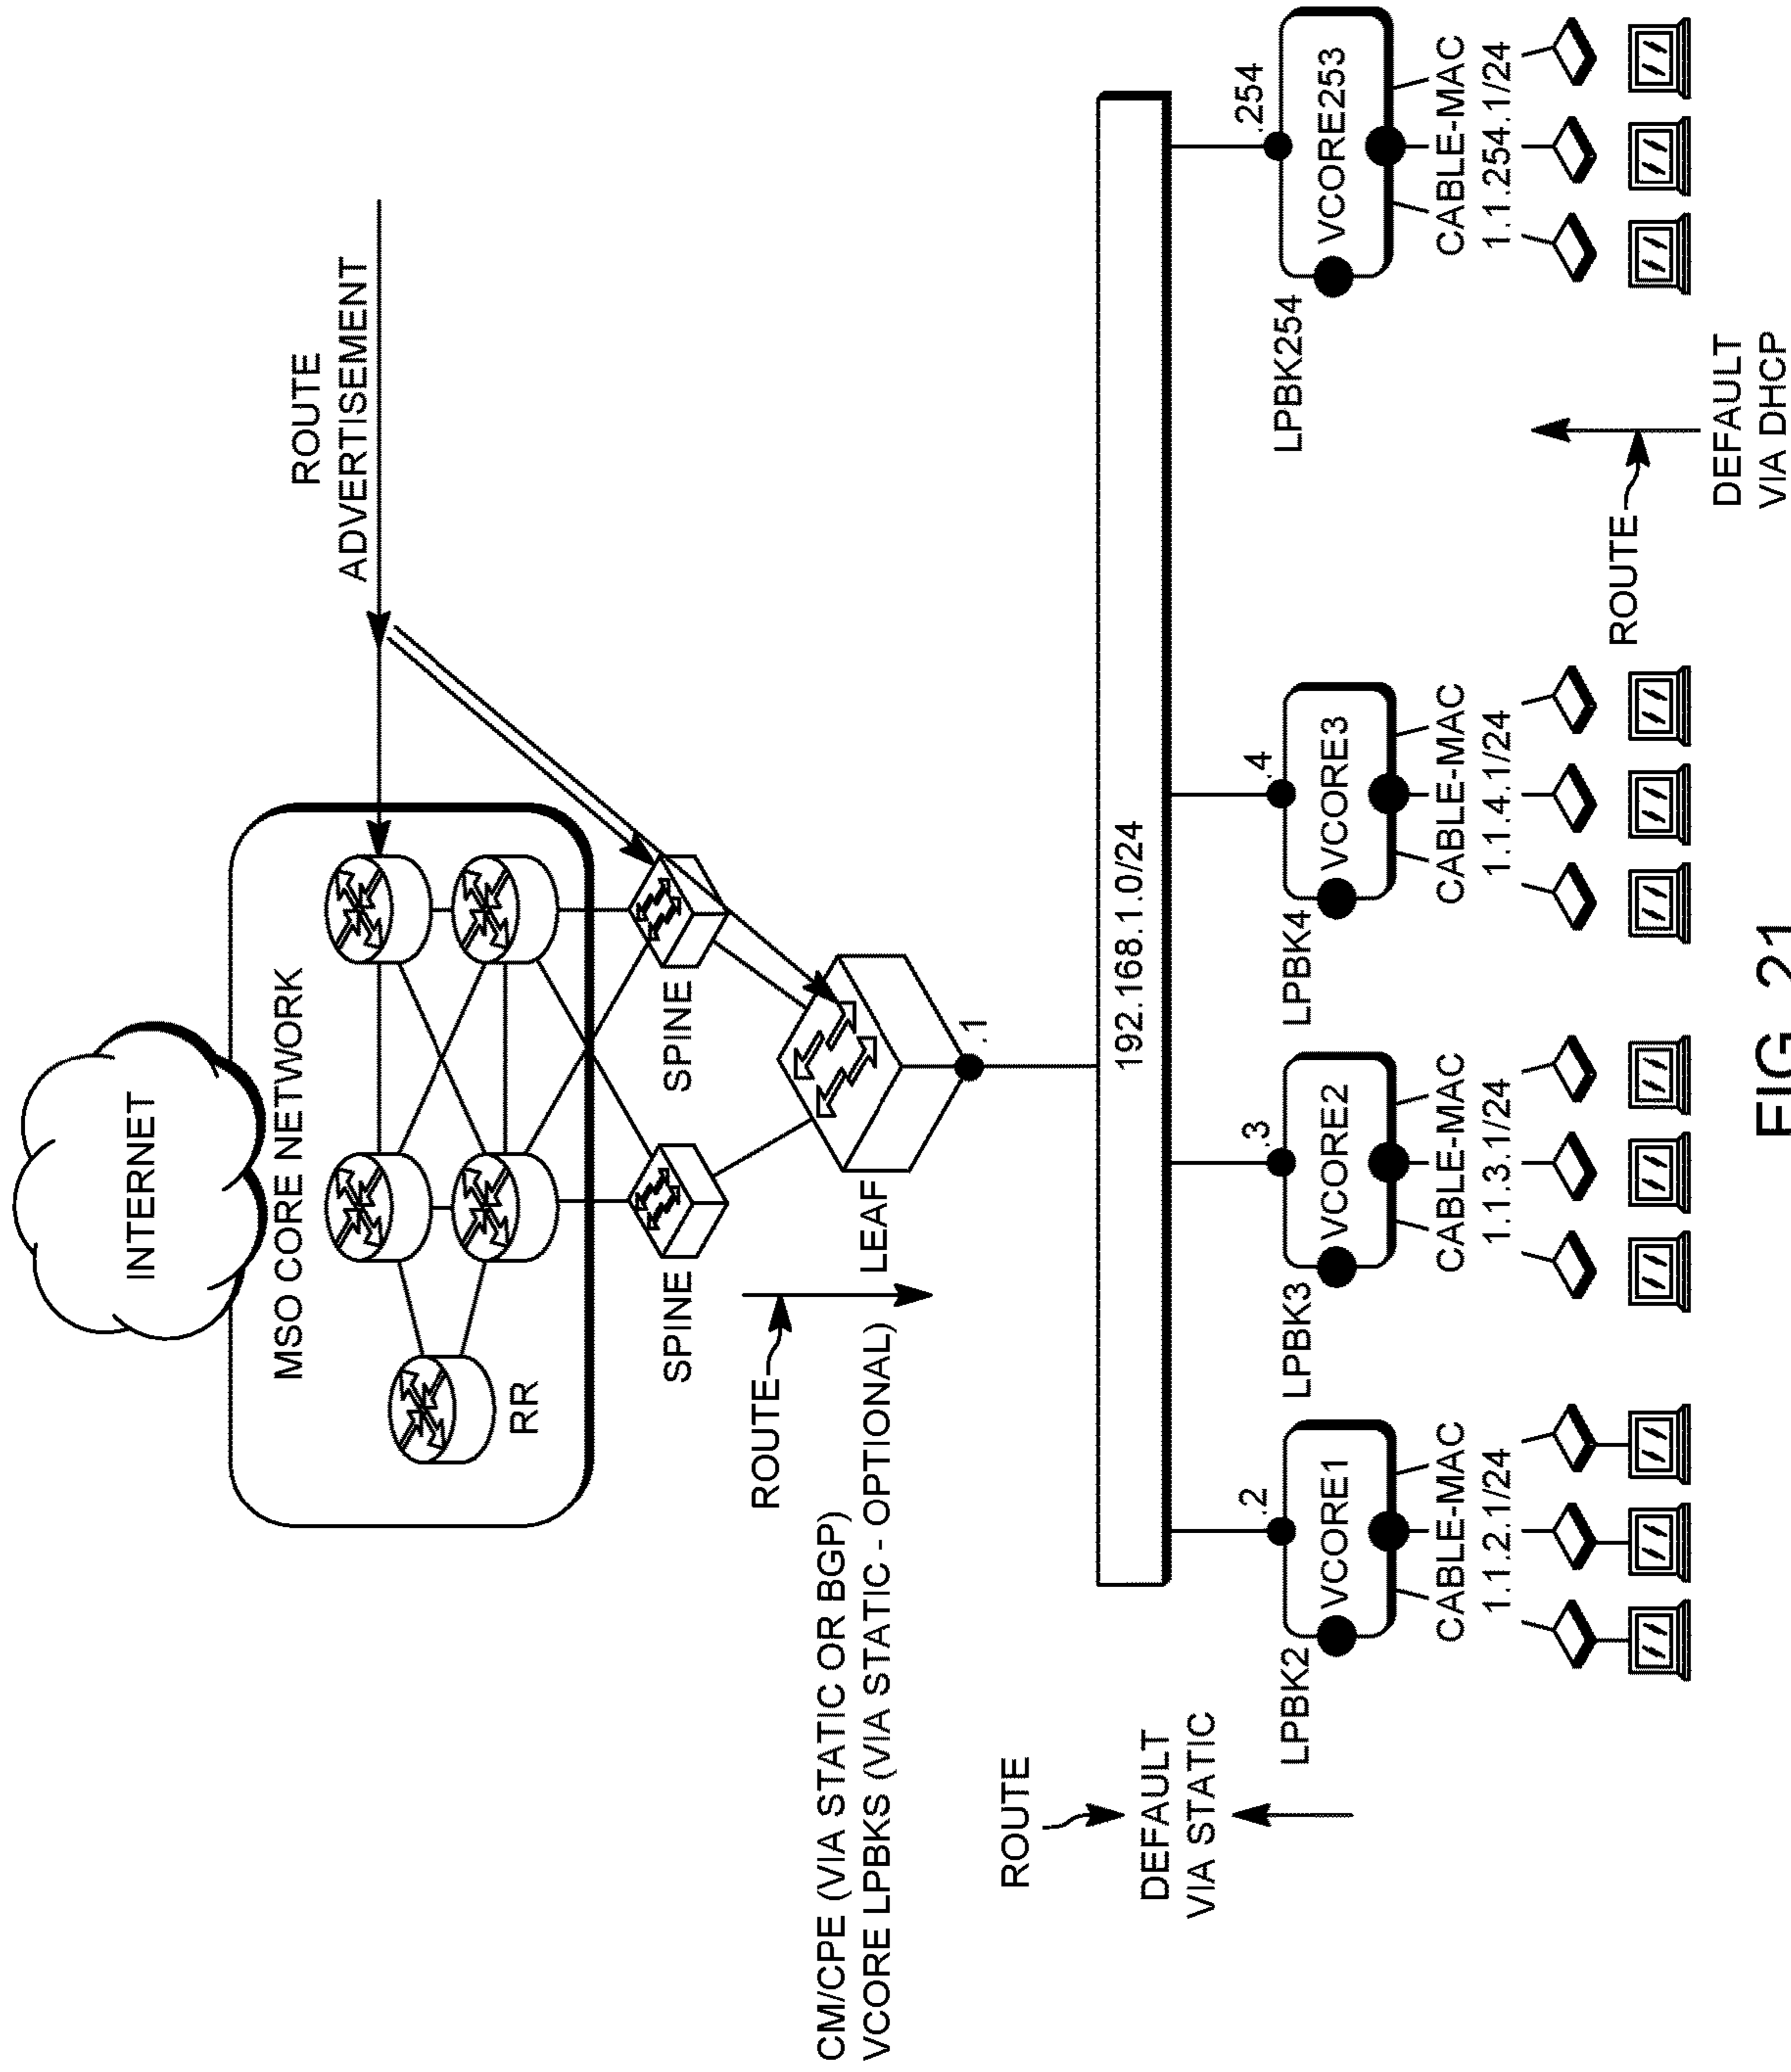 INTERNET
MSO CORE NETWORK
RR
ROUTE
ADVERTISEMENT
SPINE
SPINE
ROUTE
LEAF
CM/CPE (VIA STATIC OR BGP)
VCORE LPBKS (VIA STATIC - OPTIONAL)
.1
192.168.1.0/24
ROUTE
DEFAULT
VIA STATIC
.2
LPBK2
VCORE1
CABLE-MAC
1.1.2.1/24
.3
LPBK3
VCORE2
CABLE-MAC
1.1.3.1/24
.4
LPBK4
VCORE3
CABLE-MAC
1.1.4.1/24
.254
LPBK254
VCORE253
CABLE-MAC
1.1.254.1/24
ROUTE
DEFAULT
VIA DHCP
FIG. 21